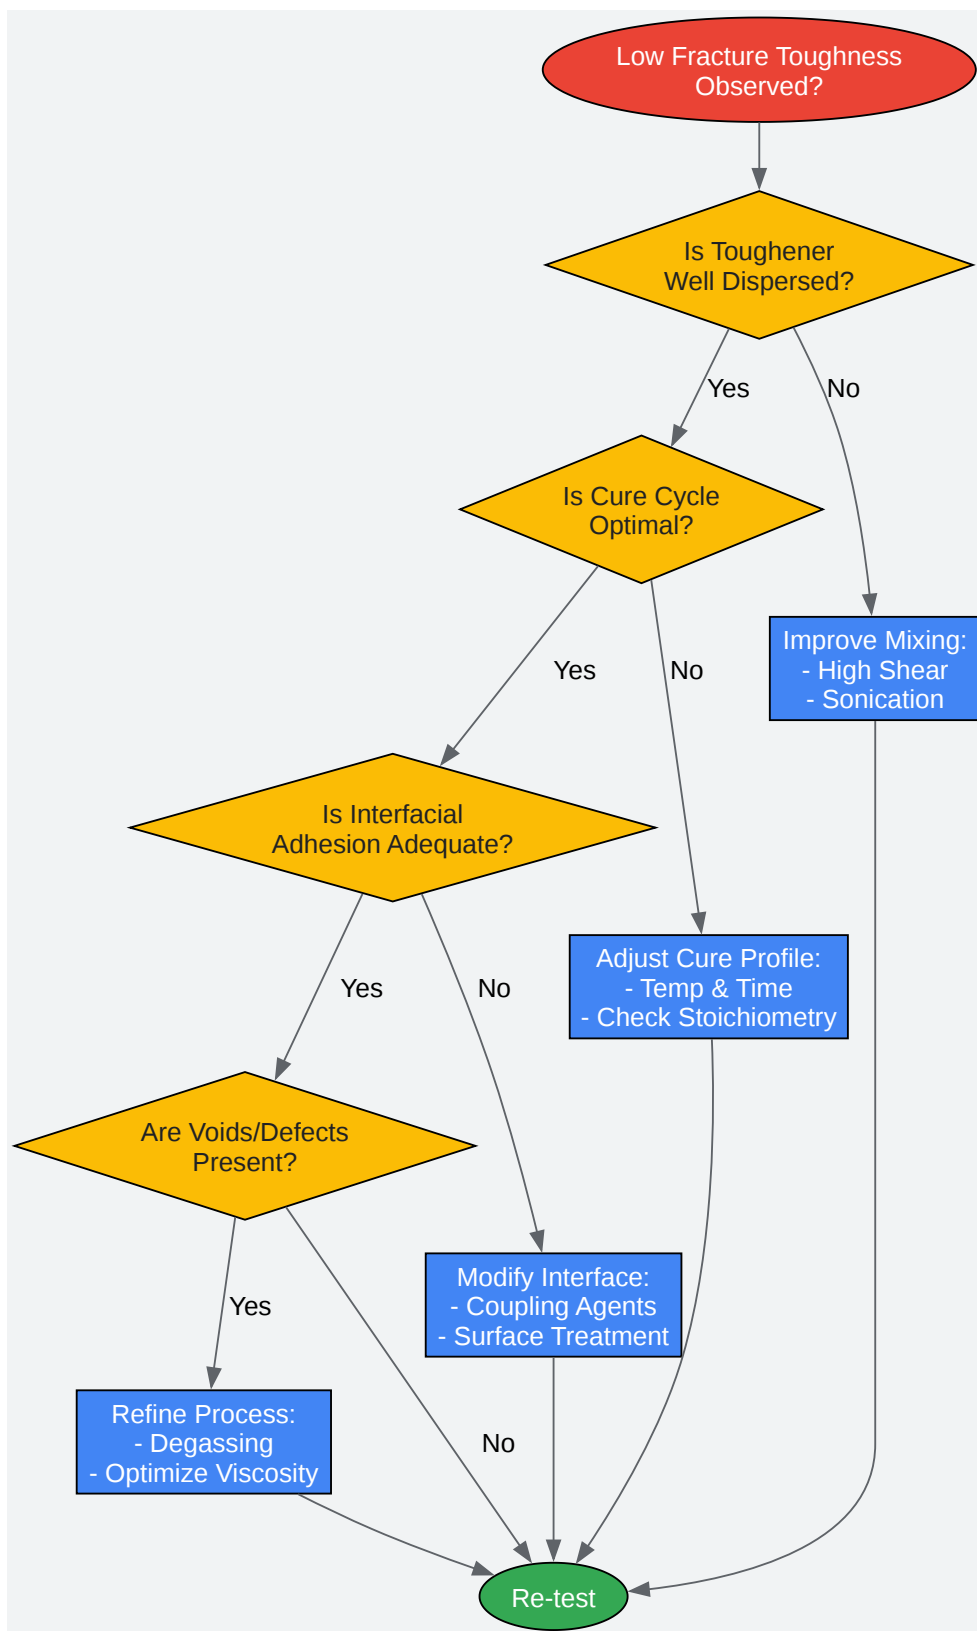 Low Fracture Toughness
Observed?
Is Toughener
Well Dispersed?
Yes
No
Is Cure Cycle
Optimal?
Improve Mixing:
- High Shear
- Sonication
Yes
No
Is Interfacial
Adhesion Adequate?
Adjust Cure Profile:
- Temp & Time
- Check Stoichiometry
Yes
No
Are Voids/Defects
Present?
Modify Interface:
- Coupling Agents
- Surface Treatment
Yes
No
Refine Process:
- Degassing
- Optimize Viscosity
Re-test